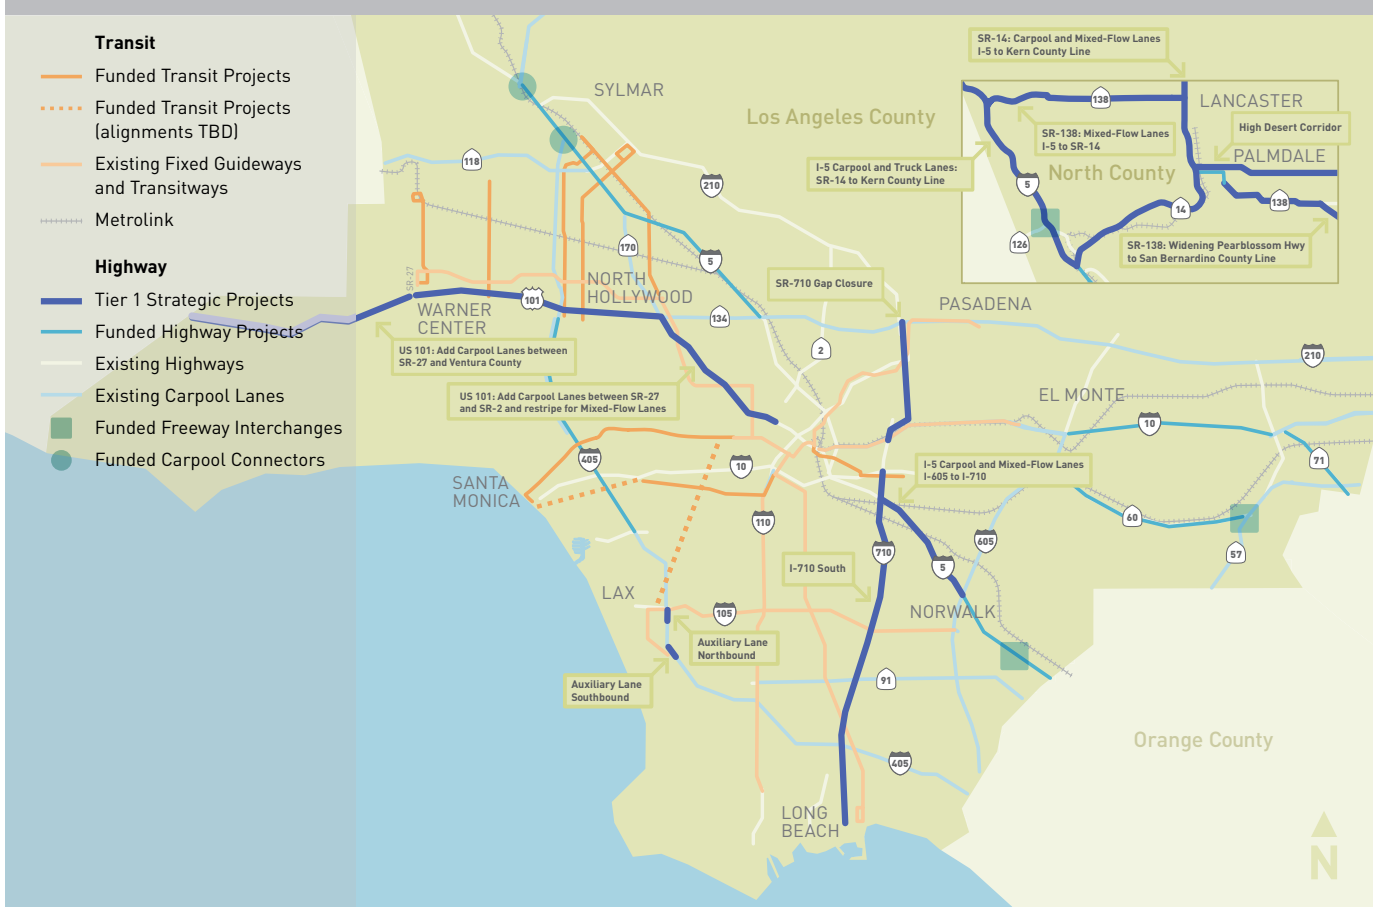 Transit
Funded Transit Projects
Funded Transit Projects
(alignments TBD)
Existing Fixed Guideways
and Transitways
Metrolink
Highway
Tier 1 Strategic Projects
Funded Highway Projects
Existing Highways
Existing Carpool Lanes
Funded Freeway Interchanges
Funded Carpool Connectors
SYLMAR
Los Angeles County
118
210
170
5
SR-27
NORTH
HOLLYWOOD
101
WARNER
CENTER
134
2
US 101: Add Carpool Lanes between
SR-27 and Ventura County
US 101: Add Carpool Lanes between SR-27
and SR-2 and restripe for Mixed-Flow Lanes
SR-14: Carpool and Mixed-Flow Lanes
I-5 to Kern County Line
138
LANCASTER
SR-138: Mixed-Flow Lanes
I-5 to SR-14
High Desert Corridor
PALMDALE
I-5 Carpool and Truck Lanes:
SR-14 to Kern County Line
North County
5
14
138
126
SR-138: Widening Pearblossom Hwy
to San Bernardino County Line
SR-710 Gap Closure
PASADENA
210
EL MONTE
10
71
405
10
SANTA
MONICA
I-5 Carpool and Mixed-Flow Lanes
I-605 to I-710
110
60
605
57
710
5
I-710 South
LAX
105
NORWALK
Auxiliary Lane
Northbound
Auxiliary Lane
Southbound
91
405
Orange County
LONG
BEACH
N